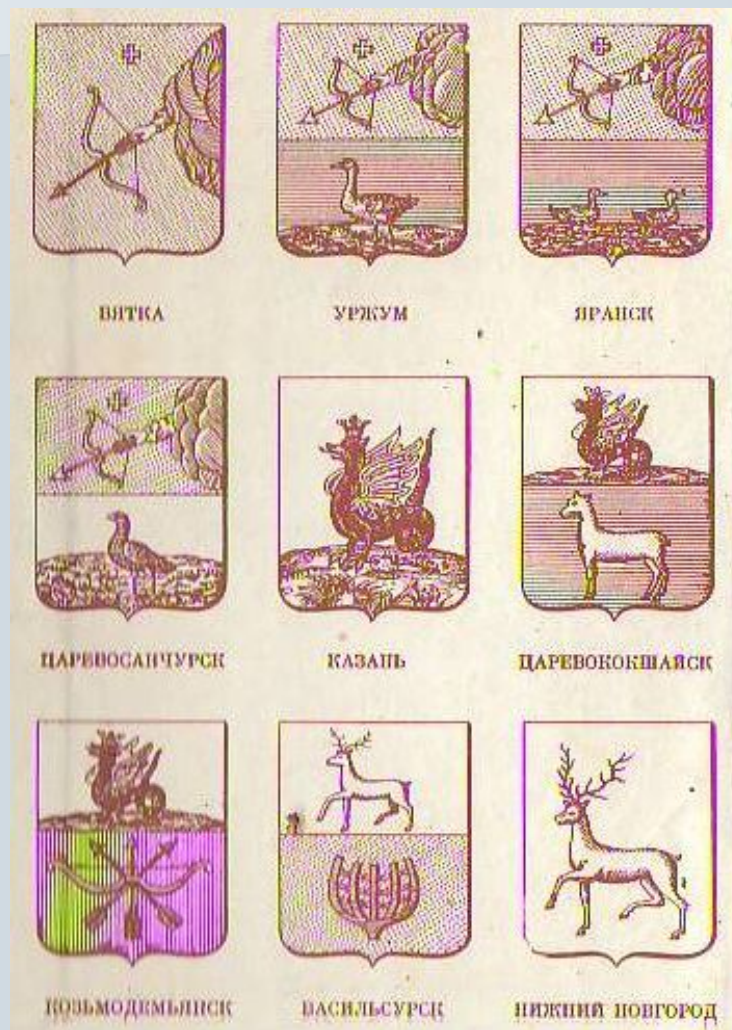 ВЯТКА УРЖУМ ЯРАНСК
ЦАРЕВОСАНЧУРСК КАЗАНЬ ЦАРЕВОКОКШАЙСК
КОЗЬМОДЕМЬЯНСК ВАСИЛЬСУРСК НИЖНИЙ НОВГОРОД